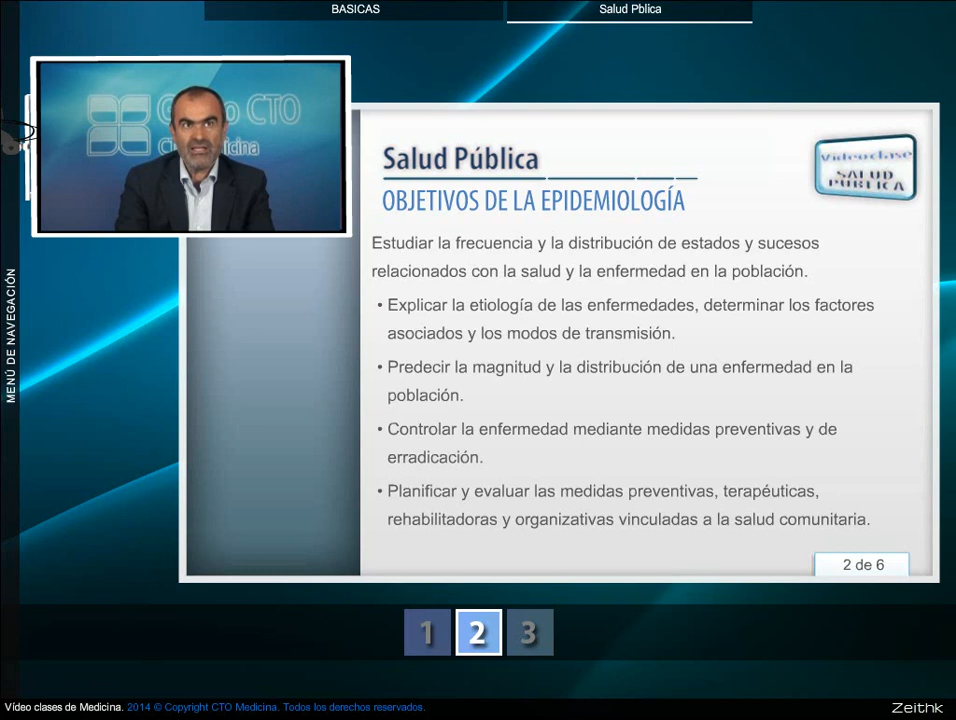 BASICAS
Salud Pblica
CTO
Salud Pública
Videoclase
SALUD
PÚBLICA
OBJETIVOS DE LA EPIDEMIOLOGÍA
Estudiar la frecuencia y la distribución de estados y sucesos
relacionados con la salud y la enfermedad en la población.
• Explicar la etiología de las enfermedades, determinar los factores
asociados y los modos de transmisión.
• Predecir la magnitud y la distribución de una enfermedad en la
población.
• Controlar la enfermedad mediante medidas preventivas y de
erradicación.
• Planificar y evaluar las medidas preventivas, terapéuticas,
rehabilitadoras y organizativas vinculadas a la salud comunitaria.
2 de 6
MENÚ DE NAVEGACIÓN
1 2 3
Vídeo clases de Medicina. 2014 © Copyright CTO Medicina. Todos los derechos reservados.
Zeithk